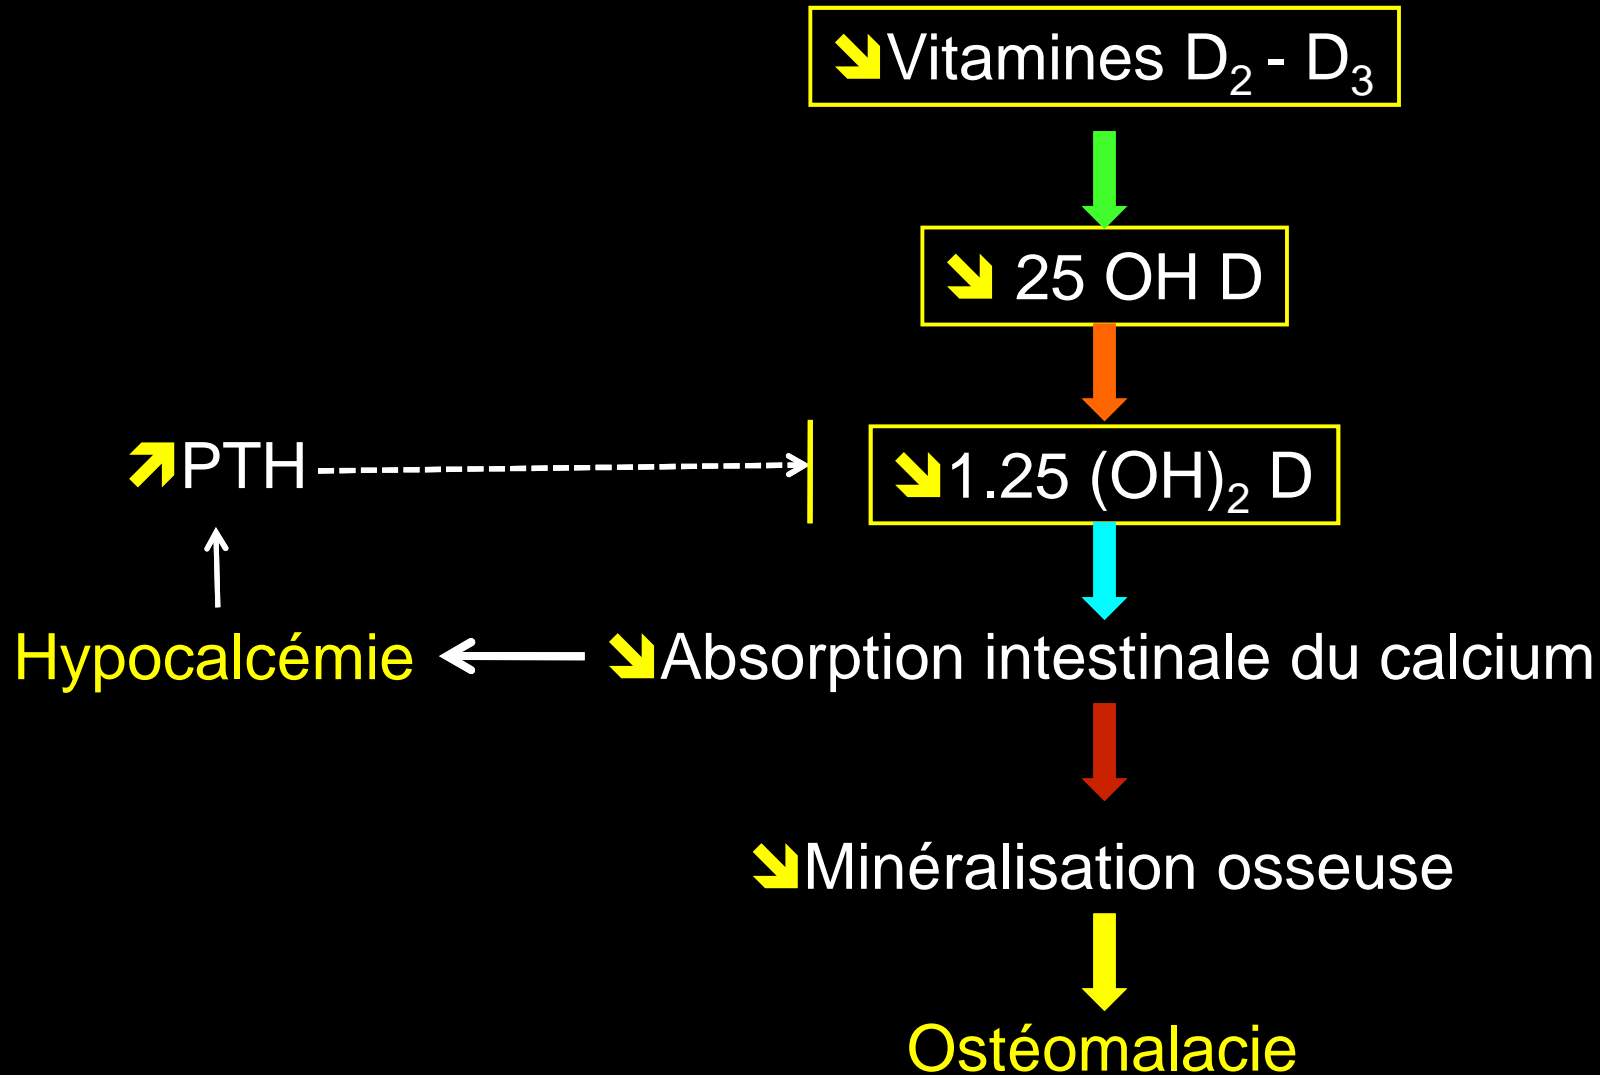 ↘Vitamines D₂ - D₃
↘ 25 OH D
↗PTH
↘1.25 (OH)₂ D
Hypocalcémie
↘Absorption intestinale du calcium
↘Minéralisation osseuse
Ostéomalacie